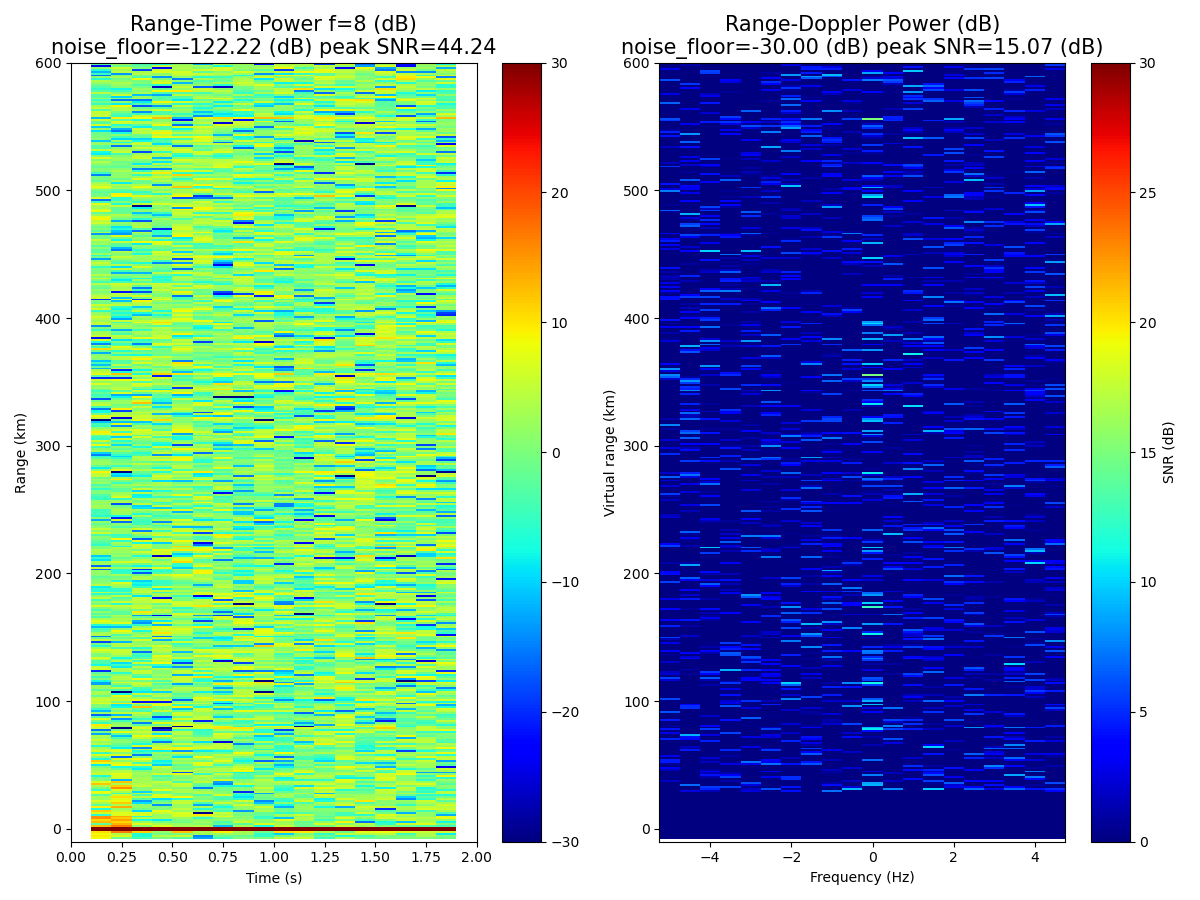 Range-Time Power f=8 (dB)
noise_floor=-122.22 (dB) peak SNR=44.24
Range (km)
600
500
400
300
200
100
0
0.00 0.25 0.50 0.75 1.00 1.25 1.50 1.75 2.00
Time (s)
30
20
10
0
−10
−20
−30
Range-Doppler Power (dB)
noise_floor=-30.00 (dB) peak SNR=15.07 (dB)
Virtual range (km)
600
500
400
300
200
100
0
−4 −2 0 2 4
Frequency (Hz)
30
25
20
15
10
5
0
SNR (dB)